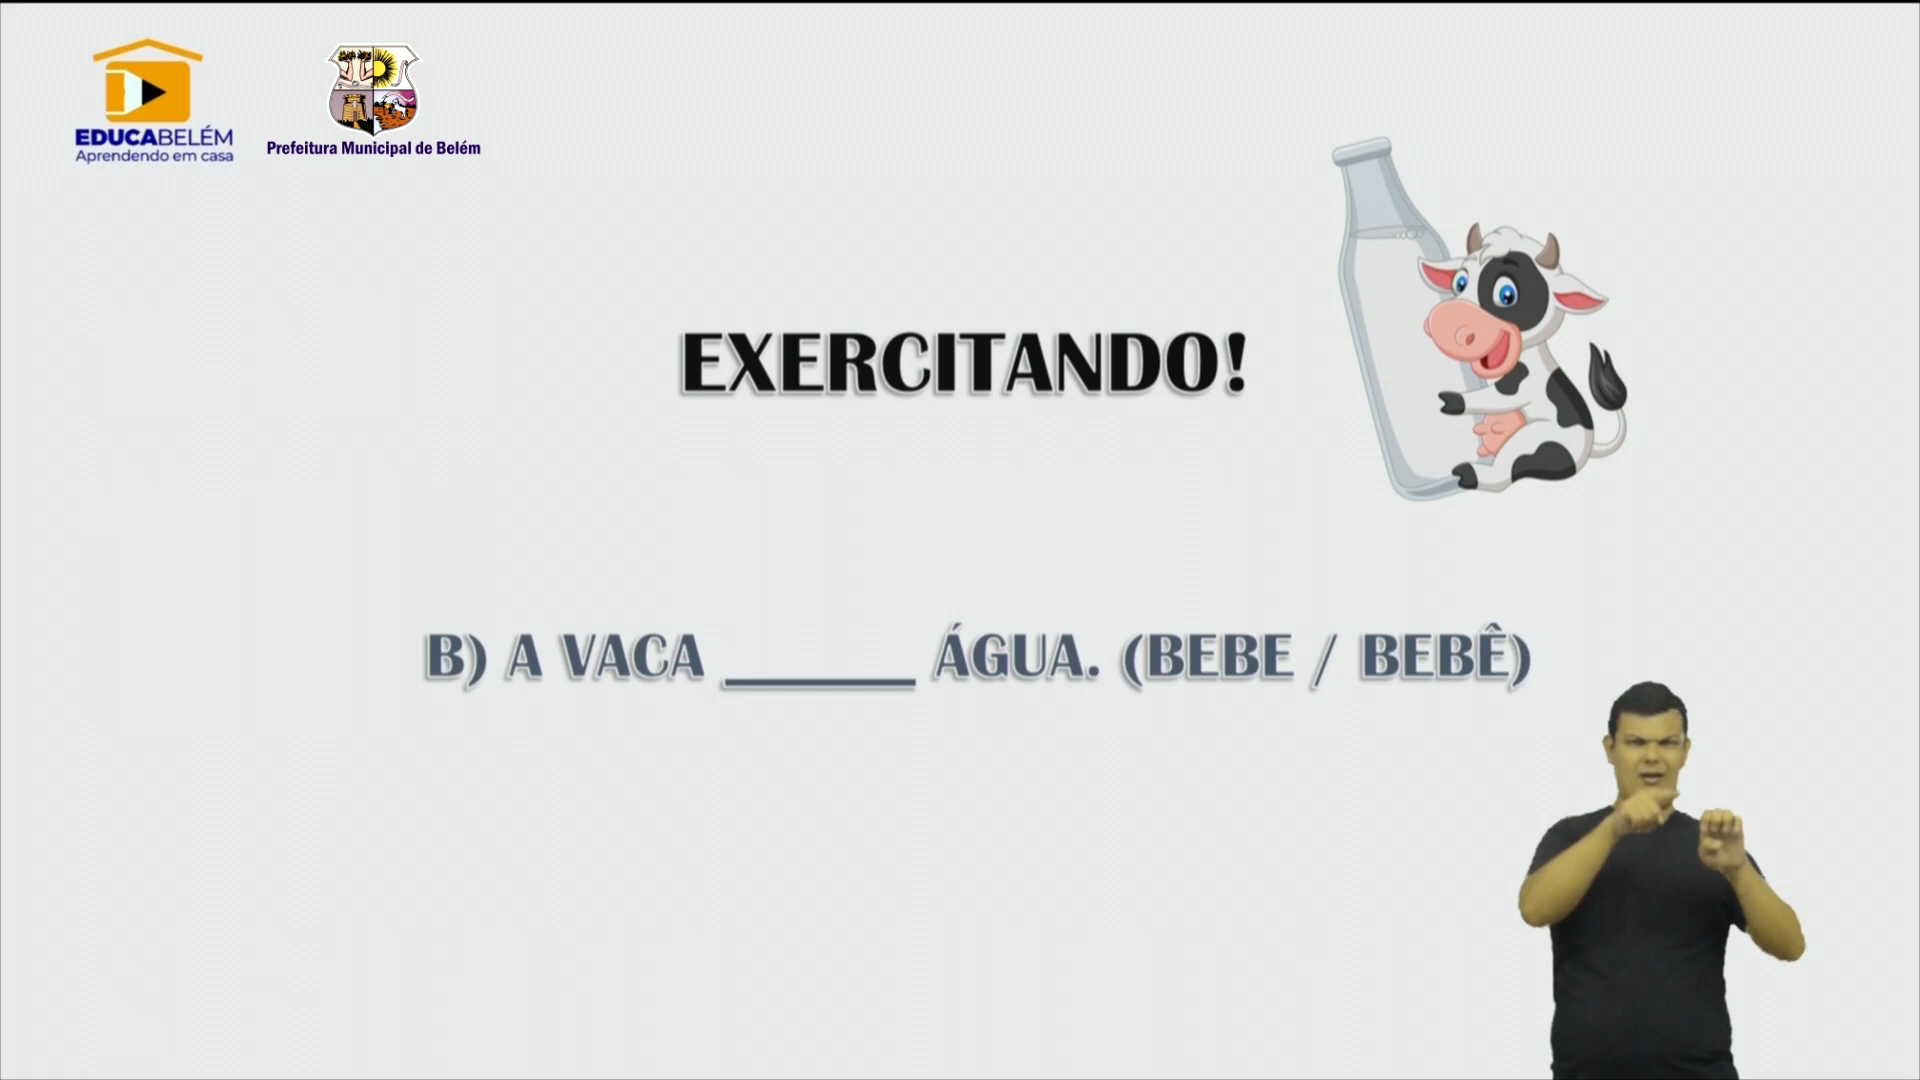 EDUCABELÉM
Aprendendo em casa
Prefeitura Municipal de Belém
EXERCITANDO!
B) A VACA ______ ÁGUA. (BEBE / BEBÊ)